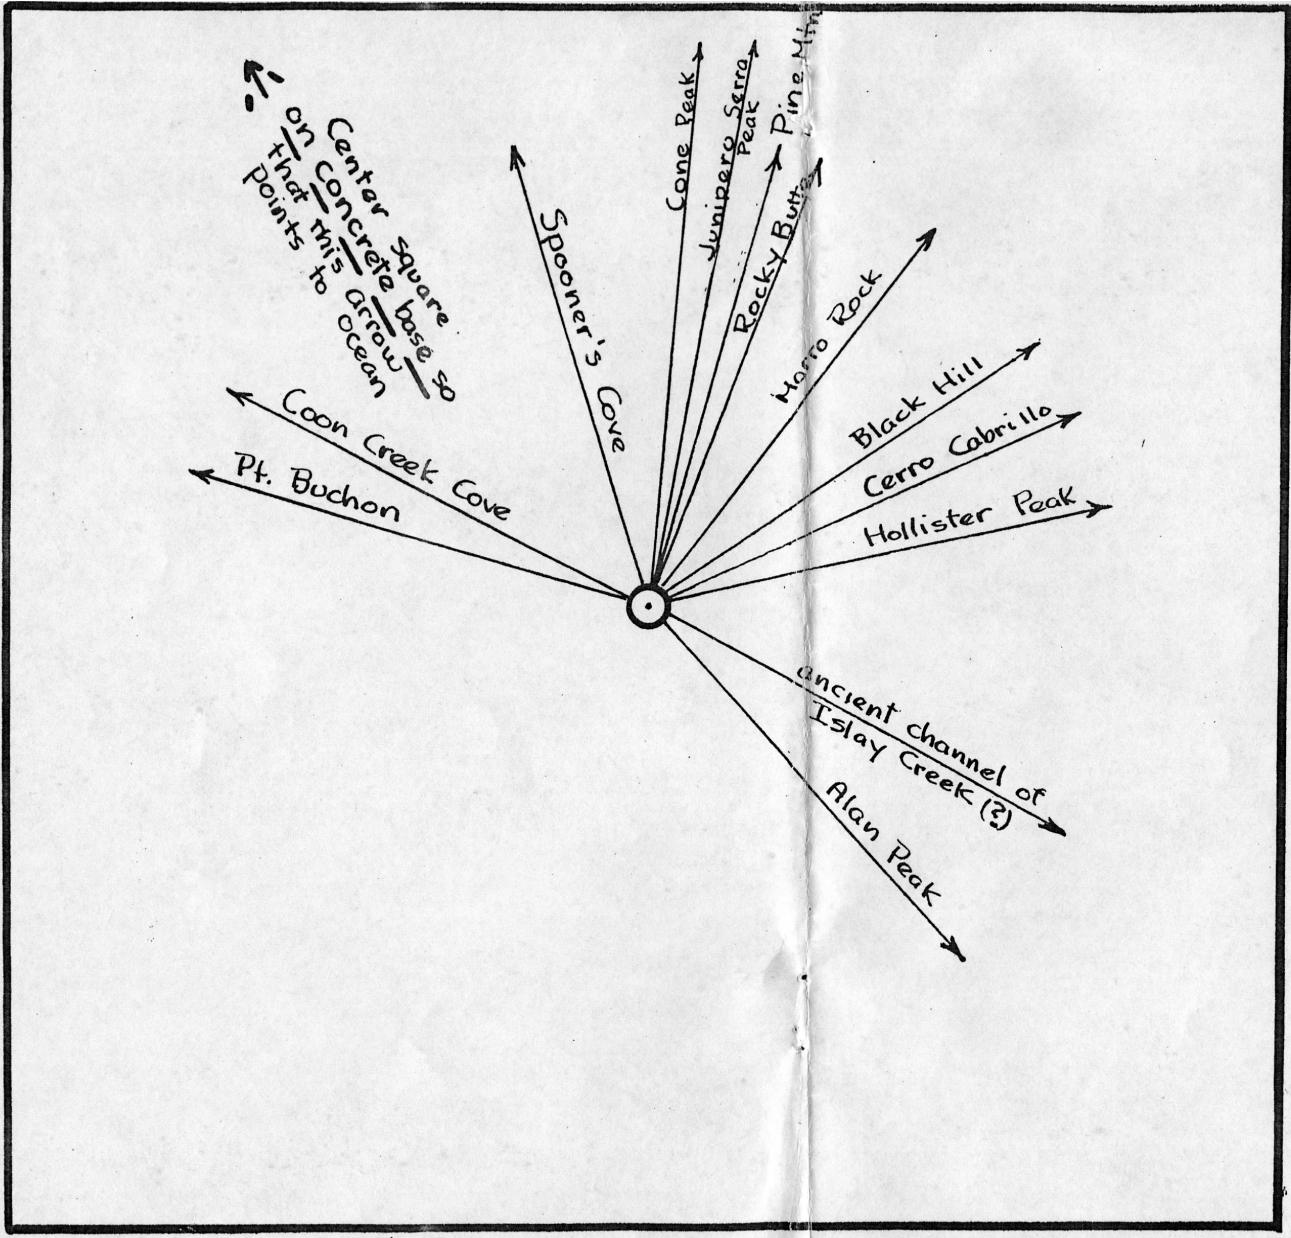 Center square
on concrete base so
that this arrow
points to
ocean
Spooner's Cove
Cone Peak
Junipero Serra
Peak
Pine Mtn
Rocky Butte
Morro Rock
Black Hill
Cerro Cabrillo
Hollister Peak
Coon Creek Cove
Pt. Buchon
ancient channel of
Islay Creek (?)
Alan Peak